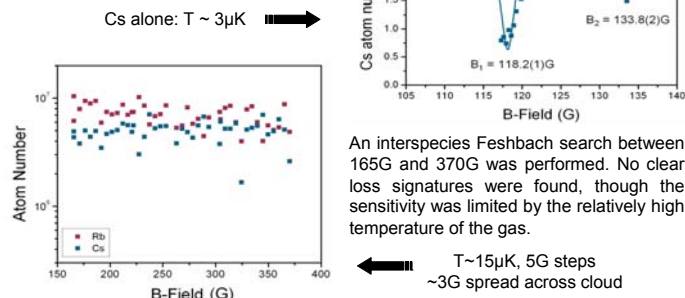 Cs alone: T ~ 3µK
Cs atom nu
1.5
1.0
0.5
0.0
B₁ = 118.2(1)G
B₂ = 133.8(2)G
105 110 115 120 125 130 135 140
B-Field (G)
An interspecies Feshbach search between
165G and 370G was performed. No clear
loss signatures were found, though the
sensitivity was limited by the relatively high
temperature of the gas.
T~15µK, 5G steps
~3G spread across cloud
Atom Number
10⁷
10⁶
Rb
Cs
150 200 250 300 350 400
B-Field (G)